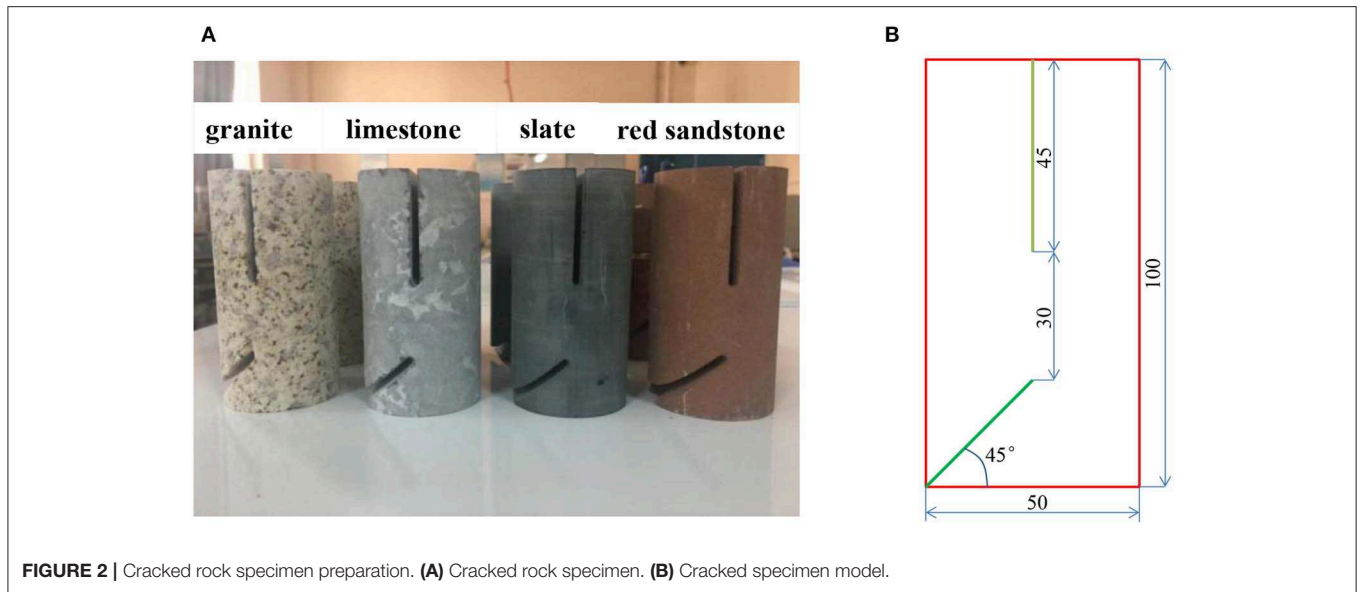 A
B
granite limestone slate red sandstone
45
30
100
45°
50
FIGURE 2 | Cracked rock specimen preparation. (A) Cracked rock specimen. (B) Cracked specimen model.